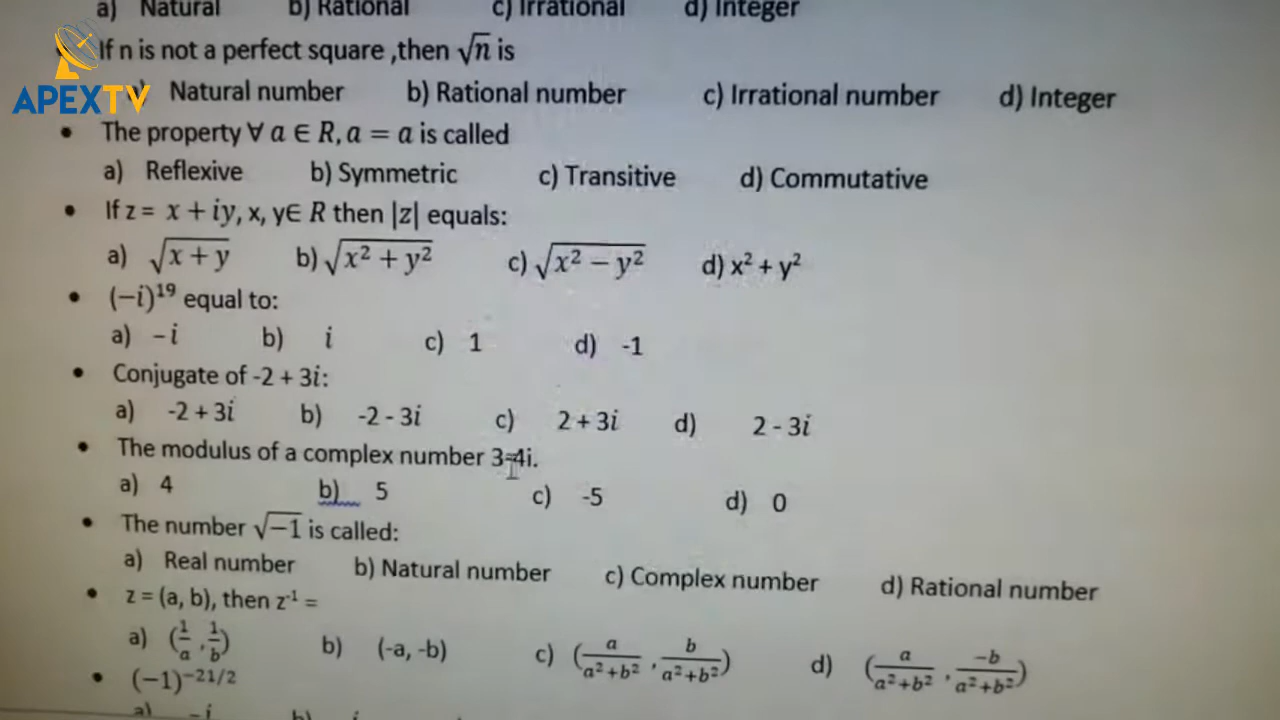 a) Natural b) Rational c) Irrational d) Integer
If n is not a perfect square ,then √n is
APEXTV
Natural number b) Rational number c) Irrational number d) Integer
• The property ∀ a ∈ R, a = a is called
a) Reflexive b) Symmetric c) Transitive d) Commutative
• If z = x + iy, x, y∈ R then |z| equals:
a) √(x + y) b) √(x² + y²) c) √(x² − y²) d) x² + y²
• (−i)¹⁹ equal to:
a) -i b) i c) 1 d) -1
• Conjugate of -2 + 3i:
a) -2 + 3i b) -2 - 3i c) 2 + 3i d) 2 - 3i
• The modulus of a complex number 3-4i.
a) 4 b) 5 c) -5 d) 0
• The number √−1 is called:
a) Real number b) Natural number c) Complex number d) Rational number
• z = (a, b), then z⁻¹ =
a) (1/a , 1/b) b) (-a, -b) c) (a/(a²+b²) , b/(a²+b²)) d) (a/(a²+b²) , −b/(a²+b²))
• (−1)^−21/2
a) -i b) i